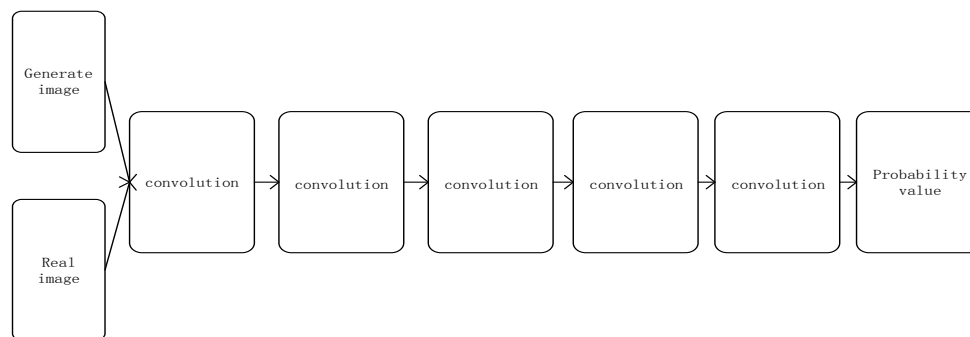 Generate
image
Real
image
convolution
convolution
convolution
convolution
convolution
Probability
value